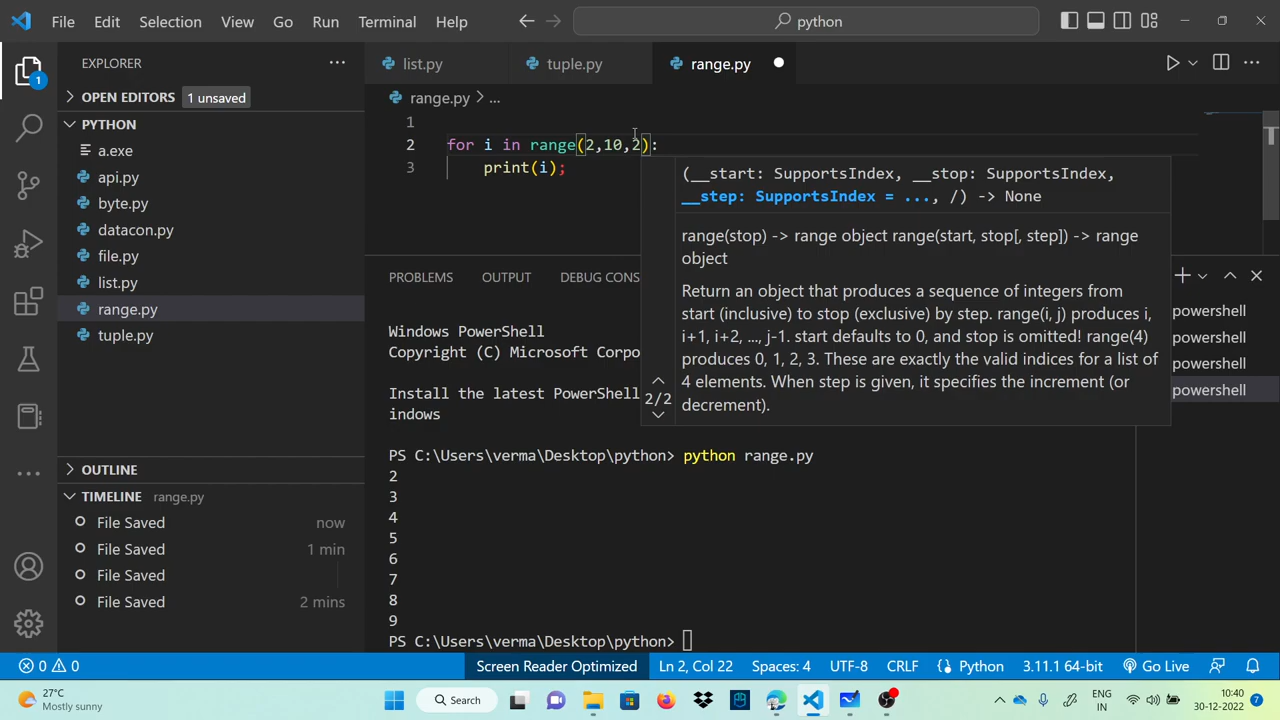 File Edit Selection View Go Run Terminal Help
python
EXPLORER
list.py
tuple.py
range.py
OPEN EDITORS 1 unsaved
range.py > ...
PYTHON
a.exe
api.py
byte.py
datacon.py
file.py
list.py
range.py
tuple.py
1
2 for i in range(2,10,2):
3 print(i);
(__start: SupportsIndex, __stop: SupportsIndex,
__step: SupportsIndex = ..., /) -> None
range(stop) -> range object range(start, stop[, step]) -> range
object
Return an object that produces a sequence of integers from
start (inclusive) to stop (exclusive) by step. range(i, j) produces i,
i+1, i+2, ..., j-1. start defaults to 0, and stop is omitted! range(4)
produces 0, 1, 2, 3. These are exactly the valid indices for a list of
4 elements. When step is given, it specifies the increment (or
decrement).
2/2
PROBLEMS OUTPUT DEBUG CONS
powershell
powershell
powershell
powershell
Windows PowerShell
Copyright (C) Microsoft Corpo
Install the latest PowerShell
indows
PS C:\Users\verma\Desktop\python> python range.py
2
3
4
5
6
7
8
9
PS C:\Users\verma\Desktop\python>
OUTLINE
TIMELINE range.py
File Saved now
File Saved 1 min
File Saved
File Saved 2 mins
1
0 0
Screen Reader Optimized
Ln 2, Col 22
Spaces: 4
UTF-8
CRLF
Python
3.11.1 64-bit
Go Live
27°C
Mostly sunny
Search
ENG
IN
10:40
30-12-2022
7